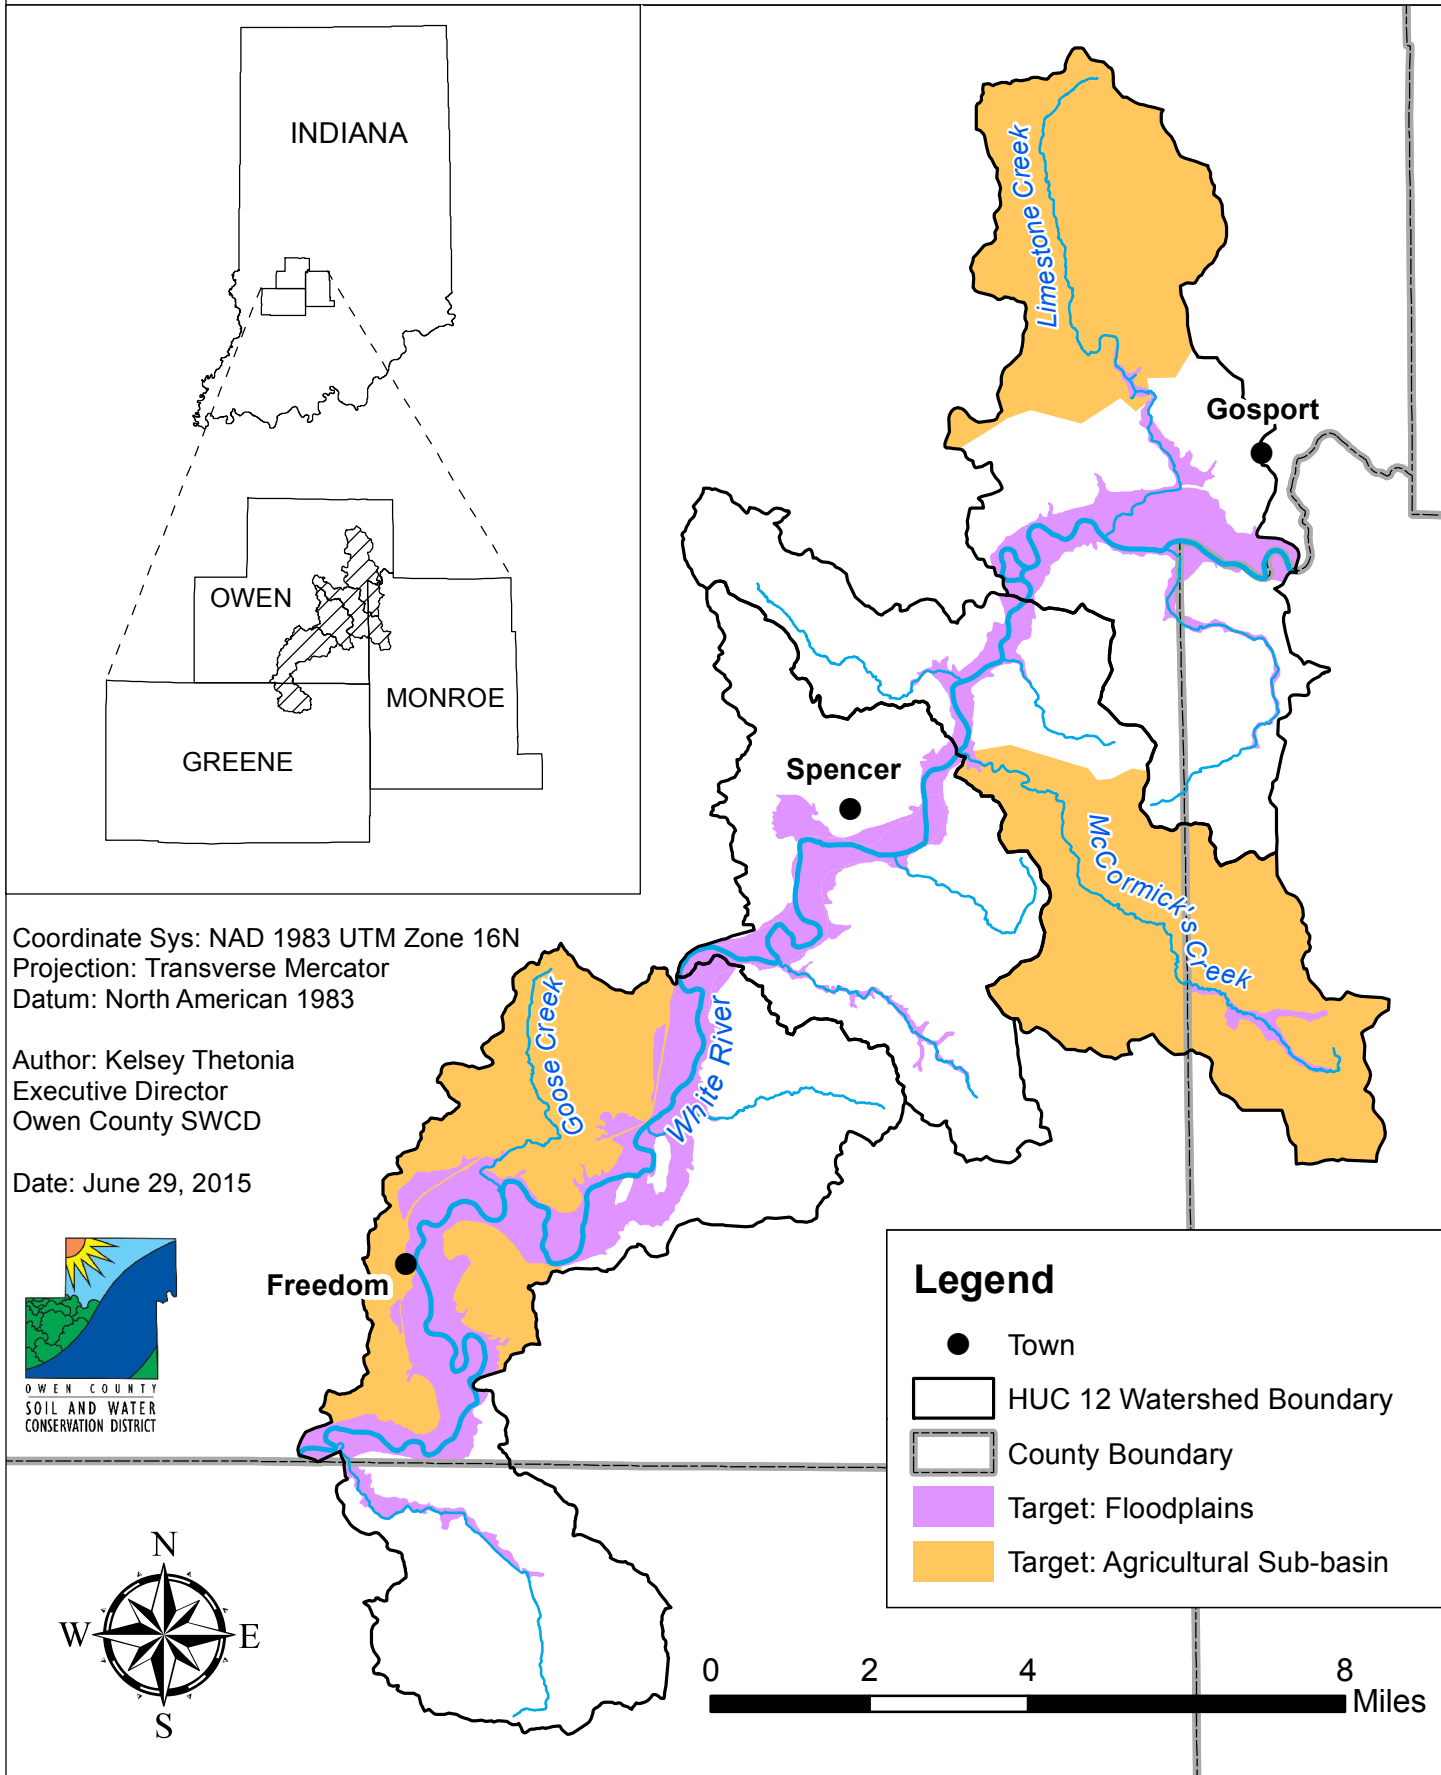 INDIANA
OWEN
MONROE
GREENE
Limestone Creek
Gosport
Spencer
McCormick's Creek
Coordinate Sys: NAD 1983 UTM Zone 16N
Projection: Transverse Mercator
Datum: North American 1983
Author: Kelsey Thetonia
Executive Director
Owen County SWCD
Date: June 29, 2015
Goose Creek
White River
Freedom
OWEN COUNTY
SOIL AND WATER
CONSERVATION DISTRICT
Legend
Town
HUC 12 Watershed Boundary
County Boundary
Target: Floodplains
Target: Agricultural Sub-basin
N
W E
S
0 2 4 8
Miles